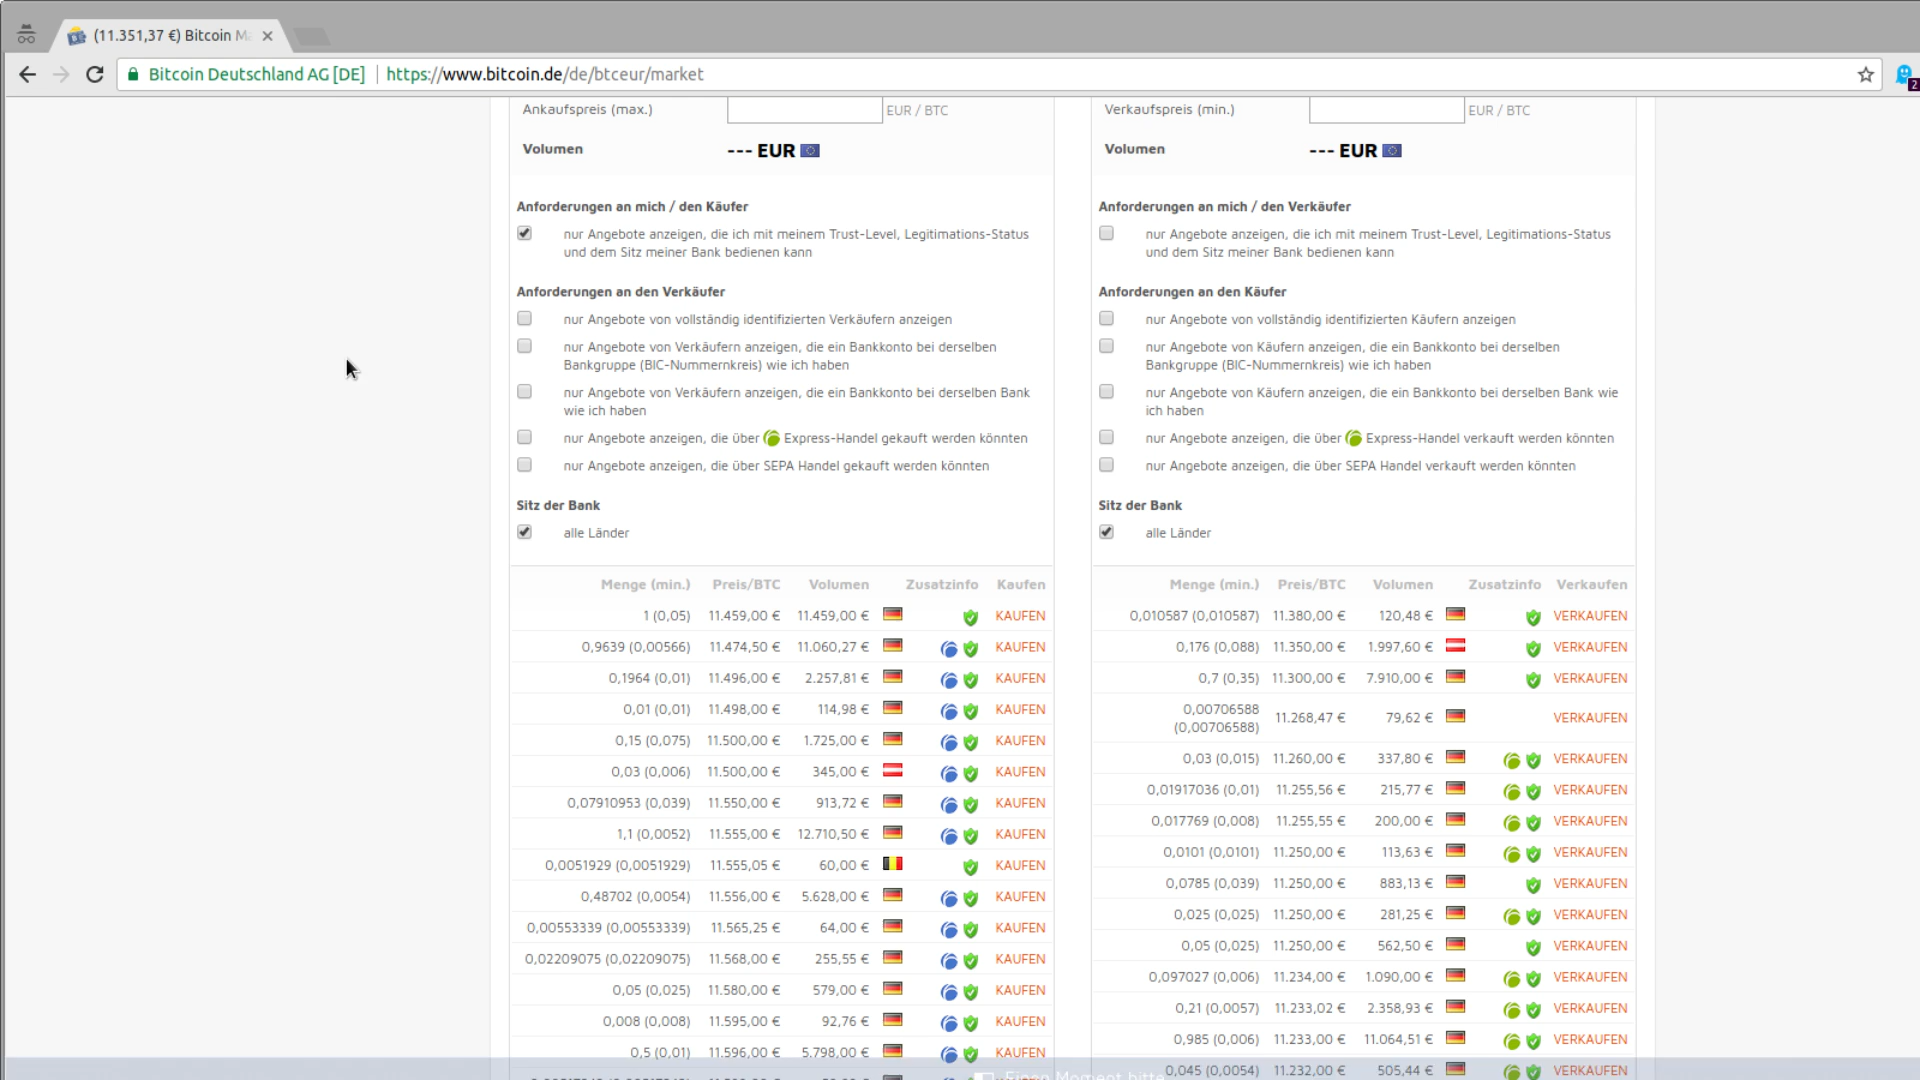 (11.351,37 €) Bitcoin Ma
Bitcoin Deutschland AG [DE] | https://www.bitcoin.de/de/btceur/market
2
Ankaufspreis (max.) EUR / BTC
Volumen --- EUR
Anforderungen an mich / den Käufer
nur Angebote anzeigen, die ich mit meinem Trust-Level, Legitimations-Status
und dem Sitz meiner Bank bedienen kann
Anforderungen an den Verkäufer
nur Angebote von vollständig identifizierten Verkäufern anzeigen
nur Angebote von Verkäufern anzeigen, die ein Bankkonto bei derselben
Bankgruppe (BIC-Nummernkreis) wie ich haben
nur Angebote von Verkäufern anzeigen, die ein Bankkonto bei derselben Bank
wie ich haben
nur Angebote anzeigen, die über Express-Handel gekauft werden könnten
nur Angebote anzeigen, die über SEPA Handel gekauft werden könnten
Sitz der Bank
alle Länder
Menge (min.) Preis/BTC Volumen Zusatzinfo Kaufen
1 (0,05) 11.459,00 € 11.459,00 € KAUFEN
0,9639 (0,00566) 11.474,50 € 11.060,27 € KAUFEN
0,1964 (0,01) 11.496,00 € 2.257,81 € KAUFEN
0,01 (0,01) 11.498,00 € 114,98 € KAUFEN
0,15 (0,075) 11.500,00 € 1.725,00 € KAUFEN
0,03 (0,006) 11.500,00 € 345,00 € KAUFEN
0,07910953 (0,039) 11.550,00 € 913,72 € KAUFEN
1,1 (0,0052) 11.555,00 € 12.710,50 € KAUFEN
0,0051929 (0,0051929) 11.555,05 € 60,00 € KAUFEN
0,48702 (0,0054) 11.556,00 € 5.628,00 € KAUFEN
0,00553339 (0,00553339) 11.565,25 € 64,00 € KAUFEN
0,02209075 (0,02209075) 11.568,00 € 255,55 € KAUFEN
0,05 (0,025) 11.580,00 € 579,00 € KAUFEN
0,008 (0,008) 11.595,00 € 92,76 € KAUFEN
0,5 (0,01) 11.596,00 € 5.798,00 € KAUFEN
Verkaufspreis (min.) EUR / BTC
Volumen --- EUR
Anforderungen an mich / den Verkäufer
nur Angebote anzeigen, die ich mit meinem Trust-Level, Legitimations-Status
und dem Sitz meiner Bank bedienen kann
Anforderungen an den Käufer
nur Angebote von vollständig identifizierten Käufern anzeigen
nur Angebote von Käufern anzeigen, die ein Bankkonto bei derselben
Bankgruppe (BIC-Nummernkreis) wie ich haben
nur Angebote von Käufern anzeigen, die ein Bankkonto bei derselben Bank wie
ich haben
nur Angebote anzeigen, die über Express-Handel verkauft werden könnten
nur Angebote anzeigen, die über SEPA Handel verkauft werden könnten
Sitz der Bank
alle Länder
Menge (min.) Preis/BTC Volumen Zusatzinfo Verkaufen
0,010587 (0,010587) 11.380,00 € 120,48 € VERKAUFEN
0,176 (0,088) 11.350,00 € 1.997,60 € VERKAUFEN
0,7 (0,35) 11.300,00 € 7.910,00 € VERKAUFEN
0,00706588
(0,00706588) 11.268,47 € 79,62 € VERKAUFEN
0,03 (0,015) 11.260,00 € 337,80 € VERKAUFEN
0,01917036 (0,01) 11.255,56 € 215,77 € VERKAUFEN
0,017769 (0,008) 11.255,55 € 200,00 € VERKAUFEN
0,0101 (0,0101) 11.250,00 € 113,63 € VERKAUFEN
0,0785 (0,039) 11.250,00 € 883,13 € VERKAUFEN
0,025 (0,025) 11.250,00 € 281,25 € VERKAUFEN
0,05 (0,025) 11.250,00 € 562,50 € VERKAUFEN
0,097027 (0,006) 11.234,00 € 1.090,00 € VERKAUFEN
0,21 (0,0057) 11.233,02 € 2.358,93 € VERKAUFEN
0,985 (0,006) 11.233,00 € 11.064,51 € VERKAUFEN
0,045 (0,0054) 11.232,00 € 505,44 € VERKAUFEN
Moment bitte